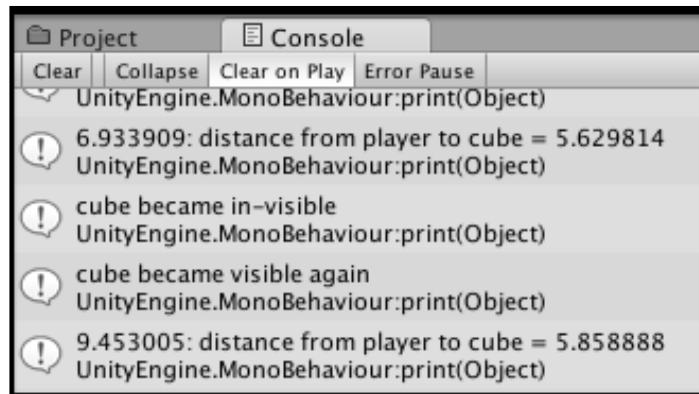 Project Console
Clear Collapse Clear on Play Error Pause
UnityEngine.MonoBehaviour:print(Object)
6.933909: distance from player to cube = 5.629814
UnityEngine.MonoBehaviour:print(Object)
cube became in-visible
UnityEngine.MonoBehaviour:print(Object)
cube became visible again
UnityEngine.MonoBehaviour:print(Object)
9.453005: distance from player to cube = 5.858888
UnityEngine.MonoBehaviour:print(Object)